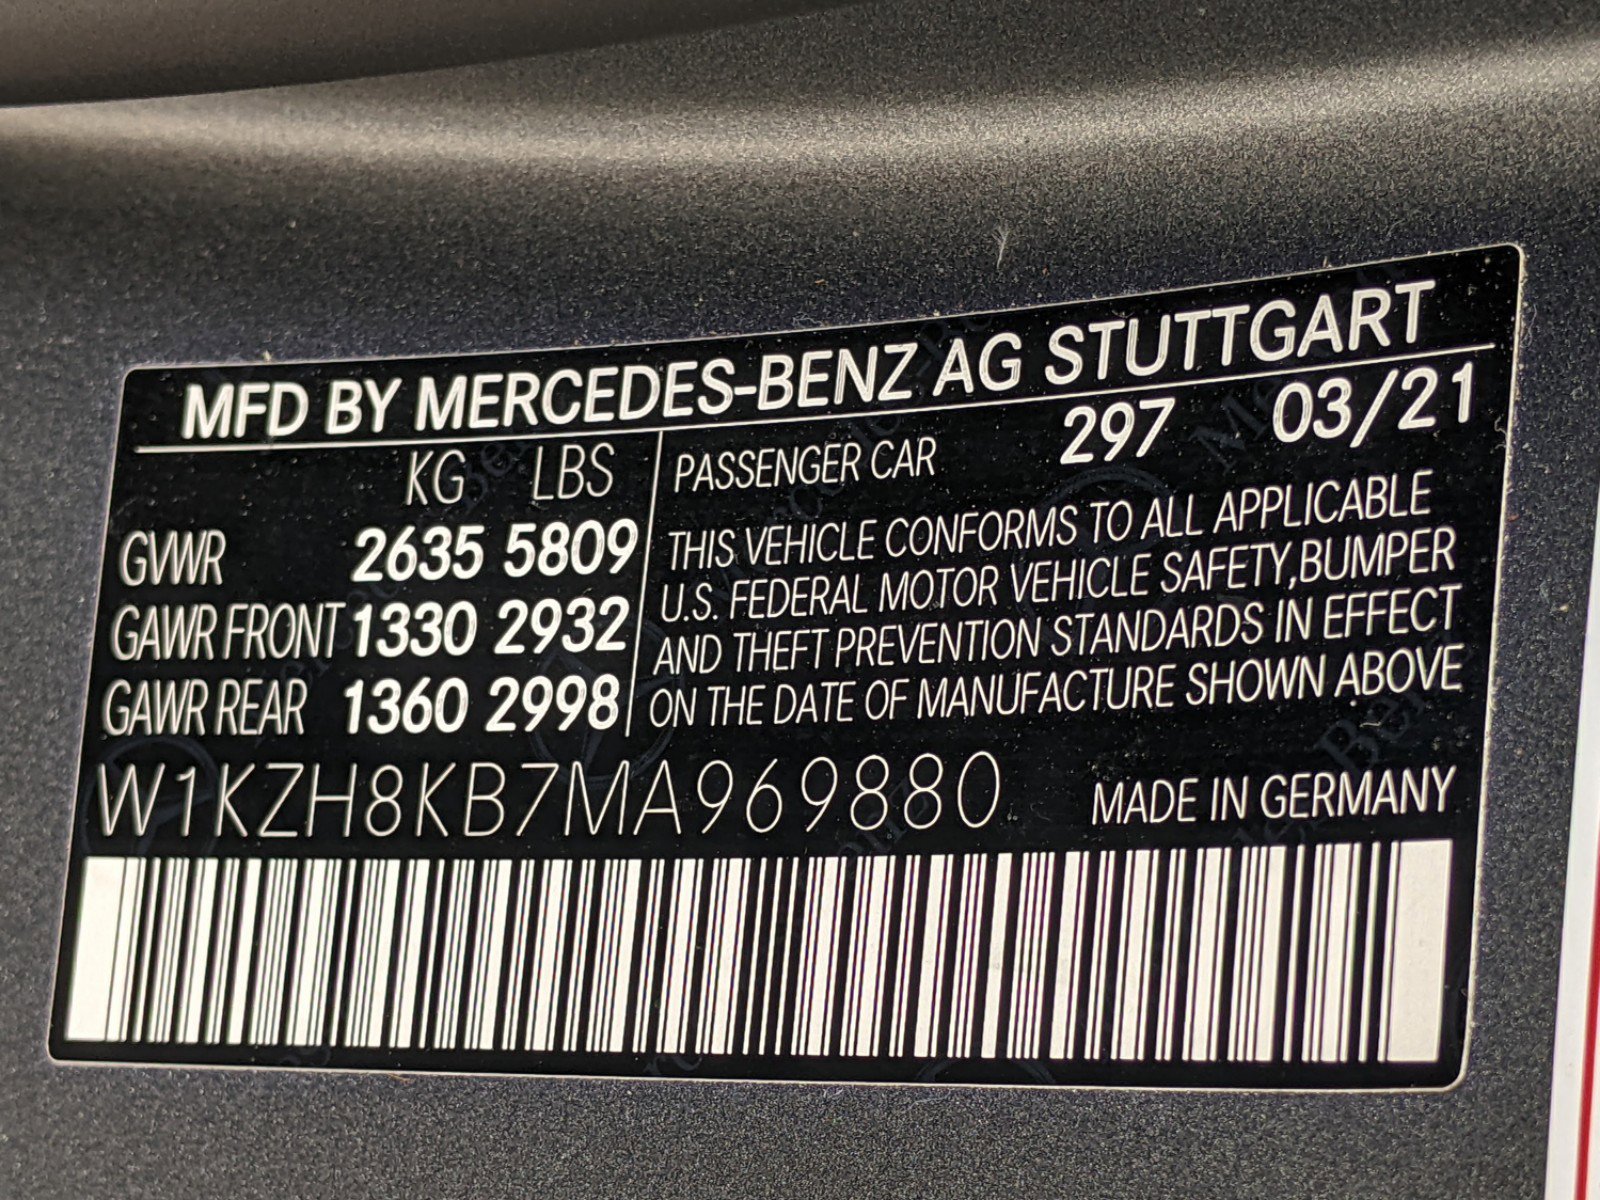 MFD BY MERCEDES-BENZ AG STUTTGART
KG LBS
GVWR 2635 5809
GAWR FRONT 1330 2932
GAWR REAR 1360 2998
PASSENGER CAR 297 03/21
THIS VEHICLE CONFORMS TO ALL APPLICABLE
U.S. FEDERAL MOTOR VEHICLE SAFETY,BUMPER
AND THEFT PREVENTION STANDARDS IN EFFECT
ON THE DATE OF MANUFACTURE SHOWN ABOVE
W1KZH8KB7MA969880 MADE IN GERMANY